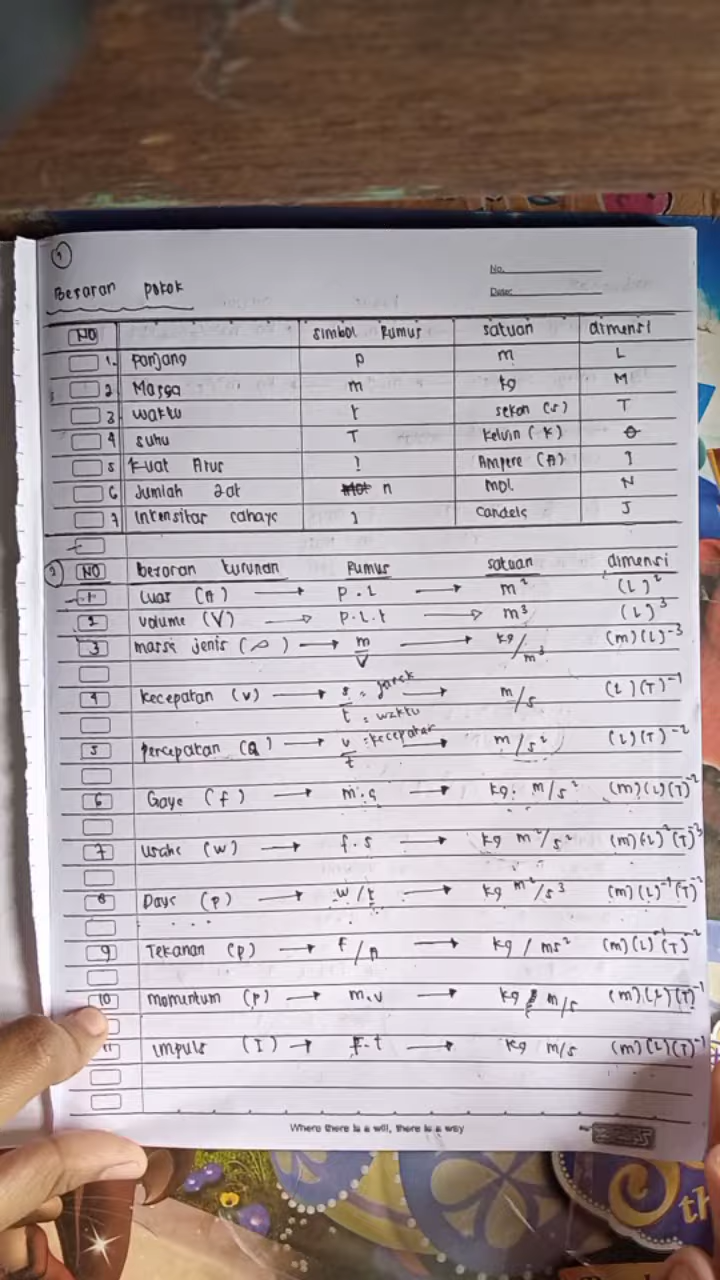 1
Besaran pokok
No.
Date:
NO simbol Rumus satuan dimensi
1. panjang p m L
2 Massa m kg M
3 waktu t sekon (s) T
4 suhu T Kelvin (K) θ
5 Kuat Arus I Ampere (A) I
6 Jumlah zat n MOL N
7 Intensitas cahaya J candela J
2 NO besaran turunan Rumus satuan dimensi
1 Luas (A) → p . L → m² (L)²
2 volume (V) → p.L.t → m³ (L)³
3 massa jenis (ρ) → m/V → kg/m³ (m)(L)⁻³
4 kecepatan (v) → s/t = jarak → m/s (L)(T)⁻¹
= waktu
5 percepatan (a) → v/t = kecepatan → m/s² (L)(T)⁻²
6 Gaya (f) → m.a → kg . m/s² (m)(L)(T)⁻²
7 usaha (w) → f.s → kg m²/s² (m)(L)²(T)⁻³
8 Daya (p) → w/t → kg m²/s³ (m)(L)⁻¹(T)⁻²
9 Tekanan (p) → f/A → kg / ms² (m)(L)⁻¹(T)⁻²
10 momentum (p) → m.v → kg m/s (m)(L)(T)⁻¹
11 impuls (I) → F.t → kg m/s (m)(L)(T)⁻¹
Where there is a will, there is a way
th